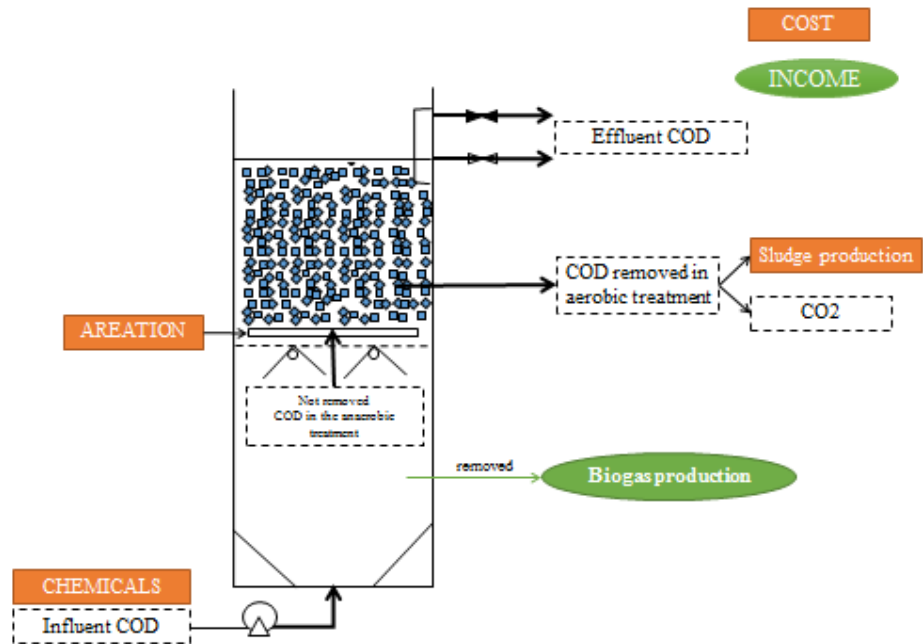 COST
INCOME
Effluent COD
COD removed in
aerobic treatment
Sludge production
CO2
AREATION
Not removed
COD in the anaerobic
treatment
removed
Biogas production
CHEMICALS
Influent COD